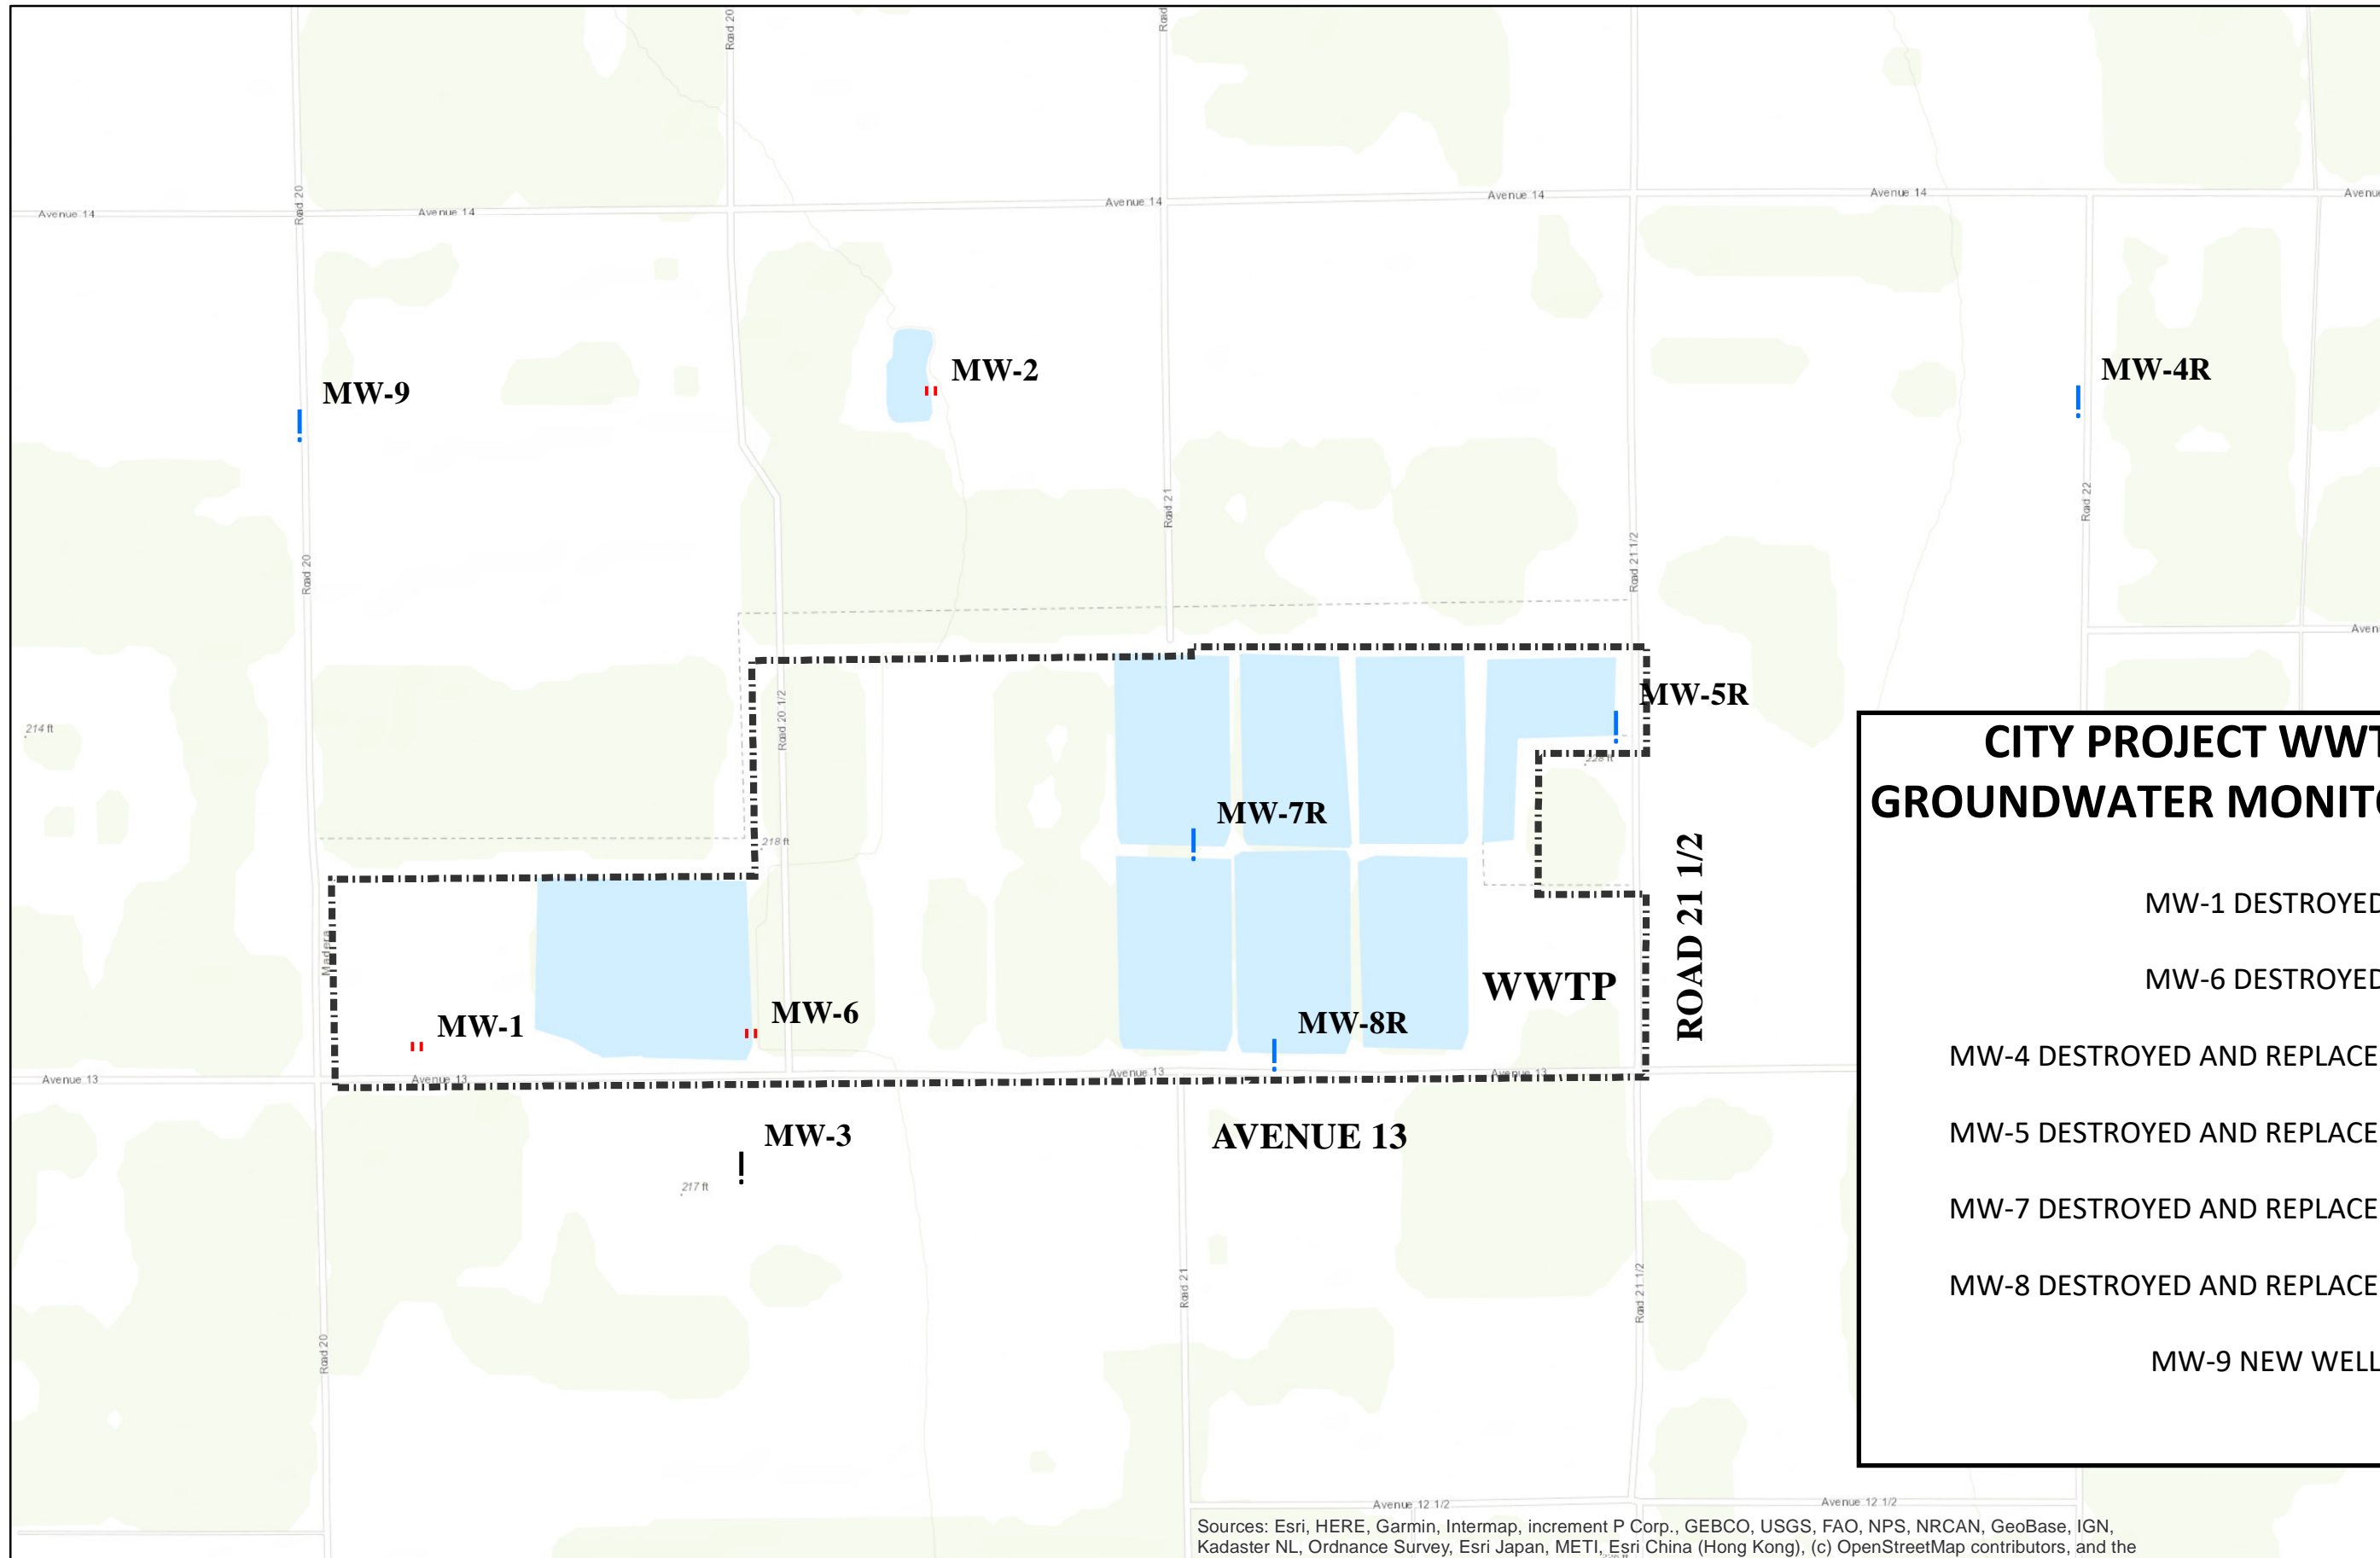 Road 20
Road
Avenue 14
Road 20
Avenue 14
Avenue 14
Avenue 14
Avenue 14
Avenue
MW-9
MW-2
MW-4R
Road 20
Road 21
Road 21 1/2
Road 22
Aven
214 ft
Road 20 1/2
MW-5R
228 ft
218 ft
MW-7R
ROAD 21 1/2
Madera
WWTP
MW-1
MW-6
MW-8R
Avenue 13
Avenue 13
Avenue 13
Avenue 13
MW-3
AVENUE 13
217 ft
Road 21
Road 21 1/2
Road 20
CITY PROJECT WWT
GROUNDWATER MONITO
MW-1 DESTROYED
MW-6 DESTROYED
MW-4 DESTROYED AND REPLACE
MW-5 DESTROYED AND REPLACE
MW-7 DESTROYED AND REPLACE
MW-8 DESTROYED AND REPLACE
MW-9 NEW WELL
Avenue 12 1/2
Avenue 12 1/2
Sources: Esri, HERE, Garmin, Intermap, increment P Corp., GEBCO, USGS, FAO, NPS, NRCAN, GeoBase, IGN,
Kadaster NL, Ordnance Survey, Esri Japan, METI, Esri China (Hong Kong), (c) OpenStreetMap contributors, and the